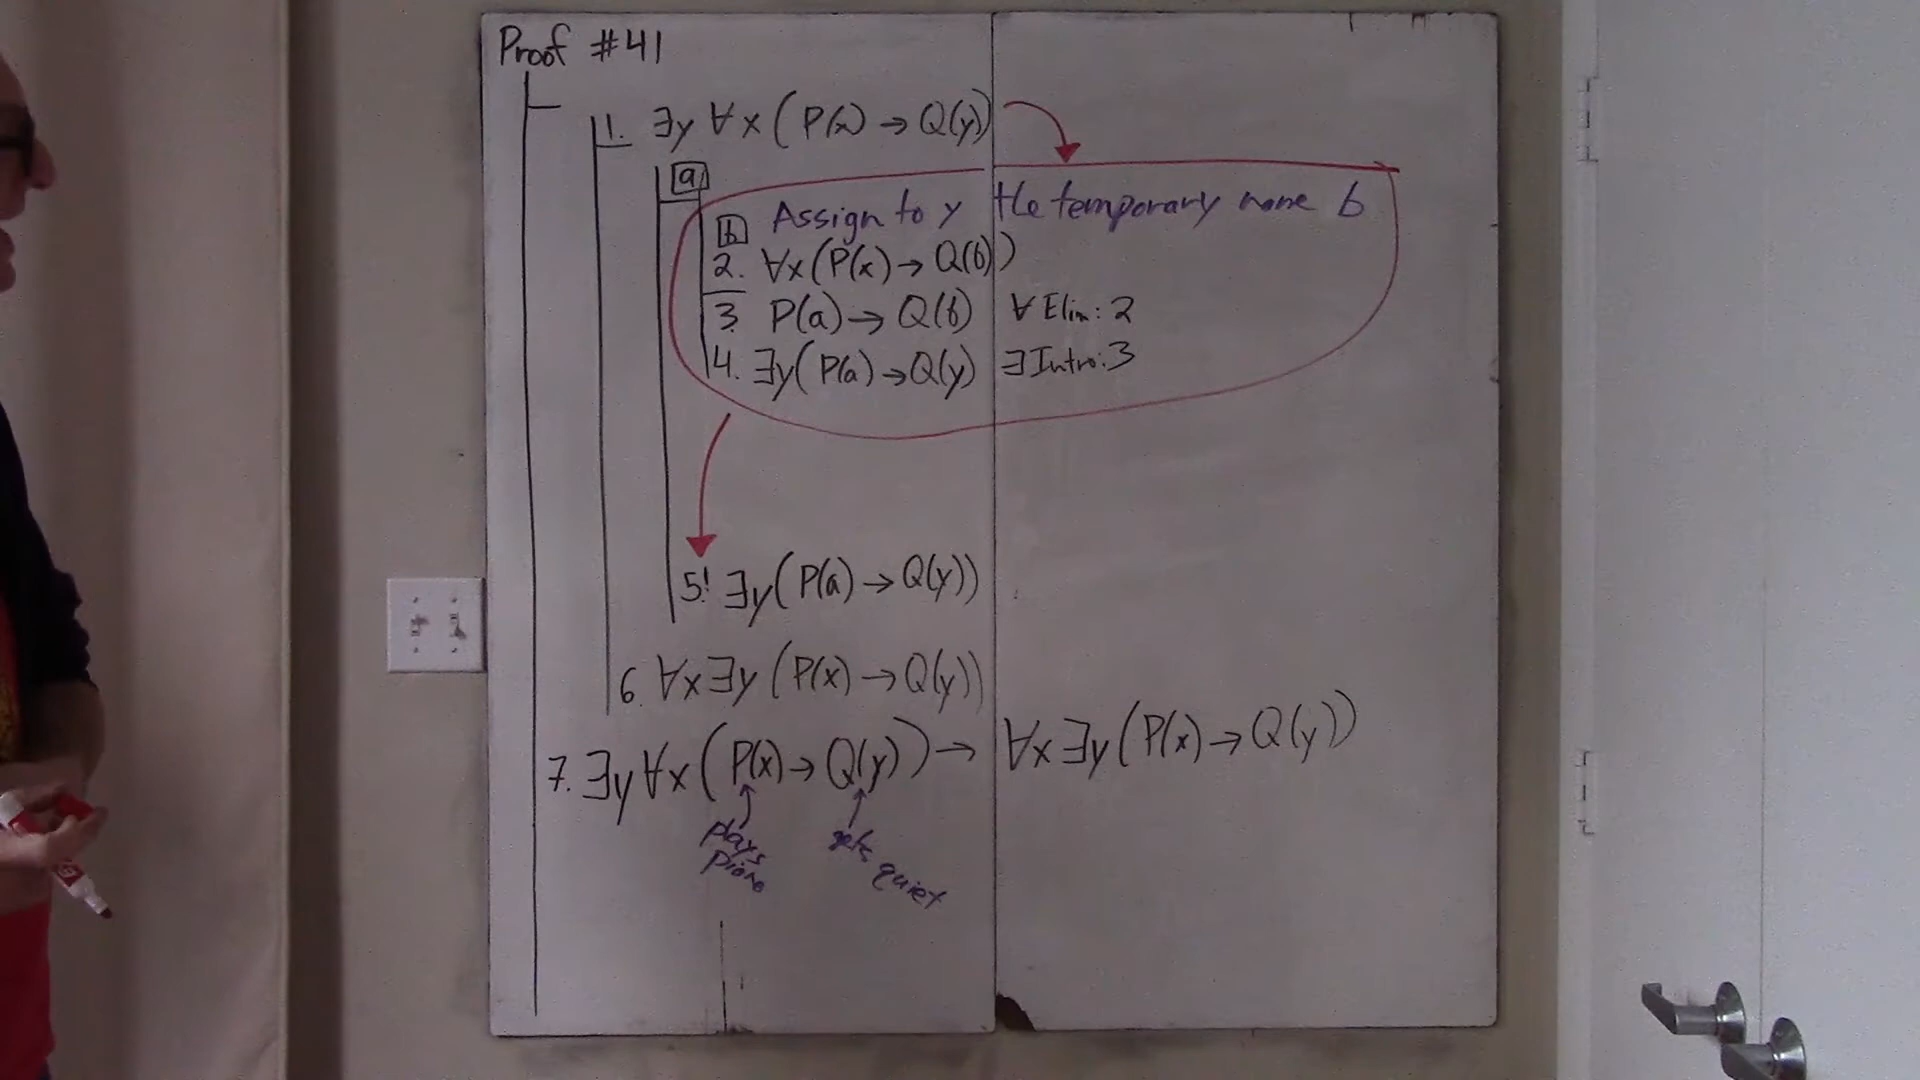 Proof #41
1. ∃y ∀x (P(x) → Q(y)
a
b Assign to y the temporary name b
2. ∀x (P(x) → Q(b))
3. P(a) → Q(b) ∀ Elim: 2
4. ∃y (P(a) → Q(y) ∃ Intro: 3
5! ∃y (P(a) → Q(y))
6. ∀x ∃y (P(x) → Q(y))
7. ∃y ∀x (P(x) → Q(y)) → ∀x ∃y (P(x) → Q(y))
plays gets
piano quiet